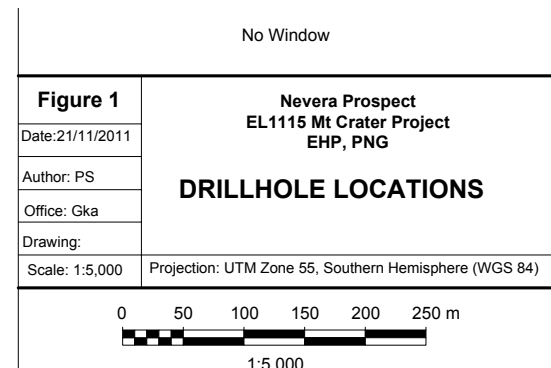 No Window
Figure 1
Date:21/11/2011
Author: PS
Office: Gka
Drawing:
Scale: 1:5,000
Nevera Prospect
EL1115 Mt Crater Project
EHP, PNG
DRILLHOLE LOCATIONS
Projection: UTM Zone 55, Southern Hemisphere (WGS 84)
0 50 100 150 200 250 m
1:5,000